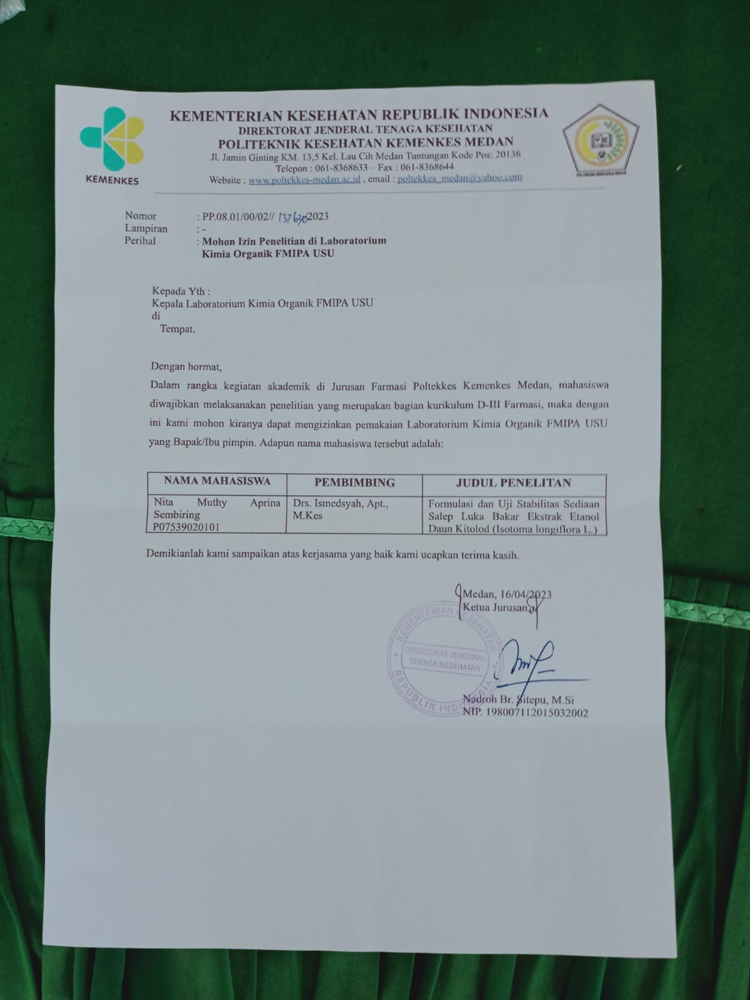 KEMENKES
KEMENTERIAN KESEHATAN REPUBLIK INDONESIA
DIREKTORAT JENDERAL TENAGA KESEHATAN
POLITEKNIK KESEHATAN KEMENKES MEDAN
Jl. Jamin Ginting KM. 13,5 Kel. Lau Cih Medan Tuntungan Kode Pos: 20136
Telepon : 061-8368633 – Fax : 061-8368644
Website : www.poltekkes-medan.ac.id , email : poltekkes_medan@yahoo.com
POLITEKNIK KESEHATAN MEDAN
Nomor : PP.08.01/00/02// 2023
Lampiran : -
Perihal : Mohon Izin Penelitian di Laboratorium
Kimia Organik FMIPA USU
Kepada Yth :
Kepala Laboratorium Kimia Organik FMIPA USU
di
Tempat.
Dengan hormat,
Dalam rangka kegiatan akademik di Jurusan Farmasi Poltekkes Kemenkes Medan, mahasiswa
diwajibkan melaksanakan penelitian yang merupakan bagian kurikulum D-III Farmasi, maka dengan
ini kami mohon kiranya dapat mengizinkan pemakaian Laboratorium Kimia Organik FMIPA USU
yang Bapak/Ibu pimpin. Adapun nama mahasiswa tersebut adalah:
NAMA MAHASISWA PEMBIMBING JUDUL PENELITAN
Nita Muthy Aprina Drs. Ismedsyah, Apt., Formulasi dan Uji Stabilitas Sediaan
Sembiring M.Kes Salep Luka Bakar Ekstrak Etanol
P07539020101 Daun Kitolod (Isotoma longiflora L.)
Demikianlah kami sampaikan atas kerjasama yang baik kami ucapkan terima kasih.
Medan, 16/04/2023
Ketua Jurusan
KEMENTERIAN KESEHATAN
DIREKTORAT JENDERAL
TENAGA KESEHATAN
REPUBLIK INDONESIA
Nadroh Br. Sitepu, M.Si
NIP. 198007112015032002